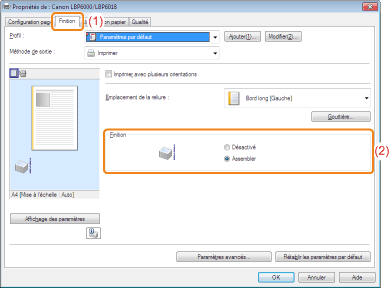 Propriétés de : Canon LBP6000/LBP6018
Configuration page
Finition
(1)
on papier
Qualité
Profil :
Paramètres par défaut
Ajouter(1)...
Modifier(2)...
Méthode de sortie :
Imprimer
Imprimer avec plusieurs orientations
Emplacement de la reliure :
Bord long [Gauche]
Gouttière...
Finition
(2)
Désactivé
Assembler
A4 [Mise à l'échelle : Auto]
Affichage des paramètres
Paramètres avancés...
Rétablir les paramètres par défaut
OK
Annuler
Aide